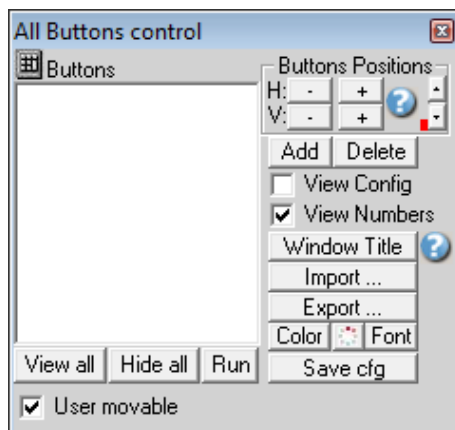 All Buttons control
Buttons
Buttons Positions
H: - +
V: - +
Add Delete
View Config
View Numbers
Window Title
Import ...
Export ...
Color Font
View all Hide all Run
Save cfg
User movable